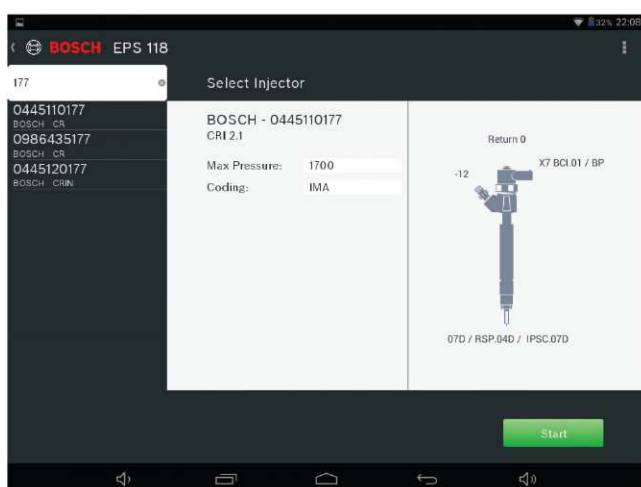 32% 22:08
BOSCH EPS 118
177
Select Injector
0445110177
BOSCH CR
0986435177
BOSCH CR
0445120177
BOSCH CRIN
BOSCH - 0445110177
CRI 2.1
Max Pressure: 1700
Coding: IMA
Return 0
X7 BCI.01 / BP
-12
07D / RSP.04D / IPSC.07D
Start